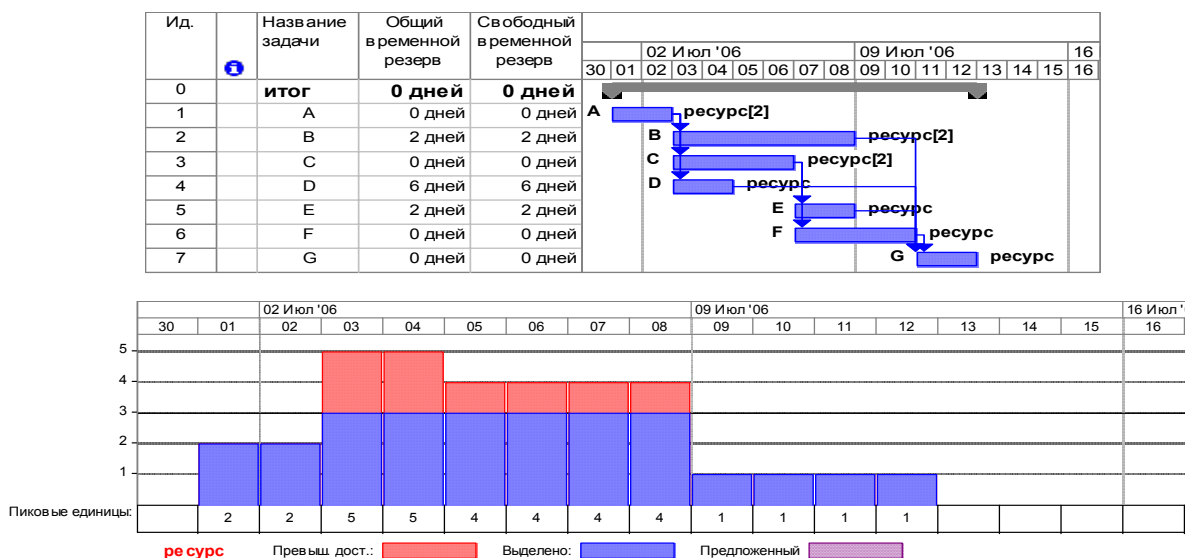 Ид. Название задачи Общий временной резерв Свободный временной резерв
02 Июл '06 09 Июл '06 16
30 01 02 03 04 05 06 07 08 09 10 11 12 13 14 15 16
0 итог 0 дней 0 дней
1 A 0 дней 0 дней A ресурс[2]
2 B 2 дней 2 дней B ресурс[2]
3 C 0 дней 0 дней C ресурс[2]
4 D 6 дней 6 дней D ресурс
5 E 2 дней 2 дней E ресурс
6 F 0 дней 0 дней F ресурс
7 G 0 дней 0 дней G ресурс
02 Июл '06 09 Июл '06 16 Июл '
30 01 02 03 04 05 06 07 08 09 10 11 12 13 14 15 16
5
4
3
2
1
Пиковые единицы: 2 2 5 5 4 4 4 4 1 1 1 1
ресурс Превыш. дост.: Выделено: Предложенный